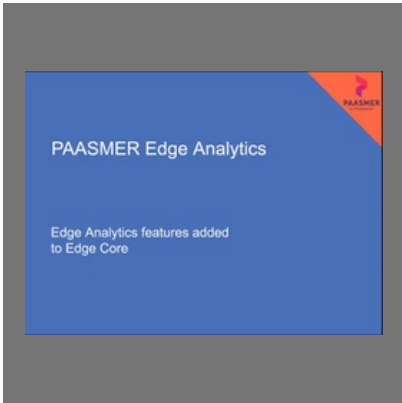 PAASMER
PAASMER Edge Analytics
Edge Analytics features added
to Edge Core